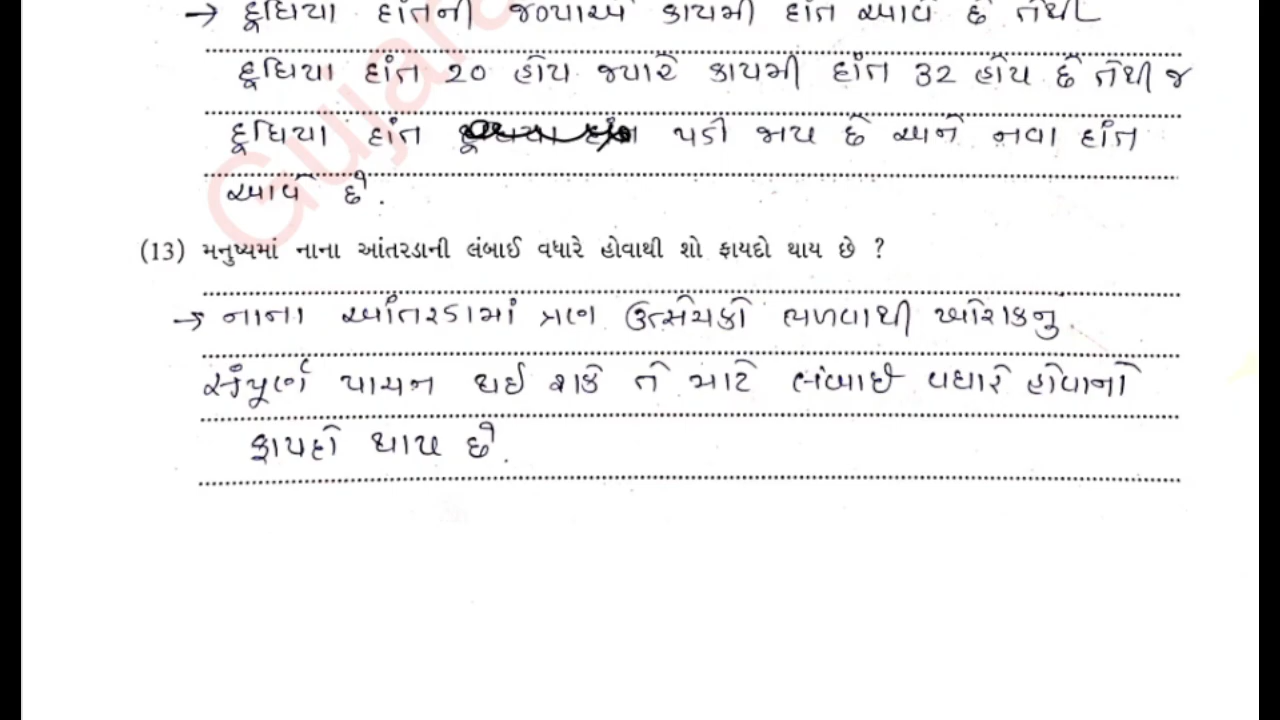 → દૂધિયા દાંતની જગ્યાએ કાયમી દાંત આવે છે તેથી
દૂધિયા દાંત 20 હોય જ્યારે કાયમી દાંત 32 હોય છે તેથી જ
દૂધિયા દાંત પડી જાય છે અને નવા દાંત
આવે છે.
(13) મનુષ્યમાં નાના આંતરડાની લંબાઈ વધારે હોવાથી શો ફાયદો થાય છે ?
→ નાના આંતરડામાં ત્રણ ઉત્સેચકો ભળવાથી ખોરાકનુ
સંપૂર્ણ પાચન થઈ શકે તે માટે લંબાઈ વધારે હોવાનો
ફાયદો થાય છે.
Gujar